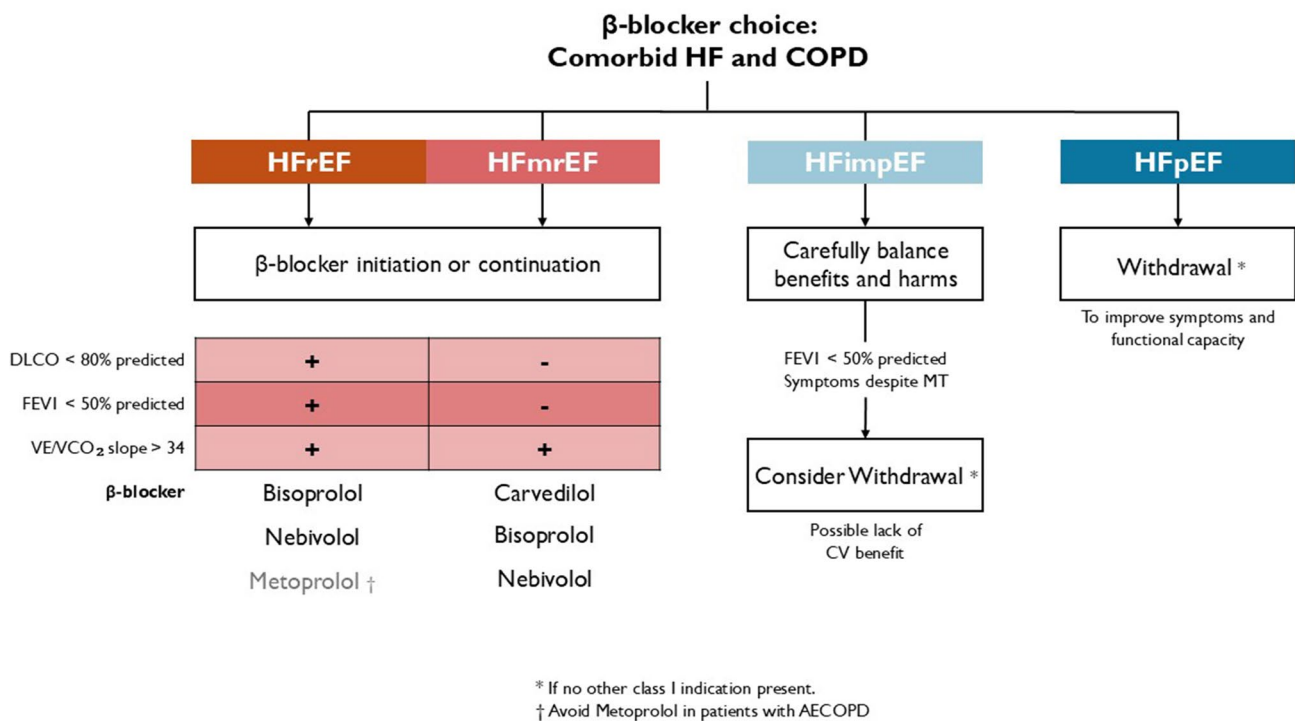 β-blocker choice:
Comorbid HF and COPD
HFrEF
HFmrEF
HFimpEF
HFpEF
β-blocker initiation or continuation
Carefully balance
benefits and harms
Withdrawal *
To improve symptoms and
functional capacity
DLCO < 80% predicted
+
-
FEV1 < 50% predicted
+
-
VE/VCO₂ slope > 34
+
+
β-blocker
Bisoprolol
Carvedilol
Nebivolol
Bisoprolol
Metoprolol †
Nebivolol
FEV1 < 50% predicted
Symptoms despite MT
Consider Withdrawal *
Possible lack of
CV benefit
* If no other class I indication present.
† Avoid Metoprolol in patients with AECOPD